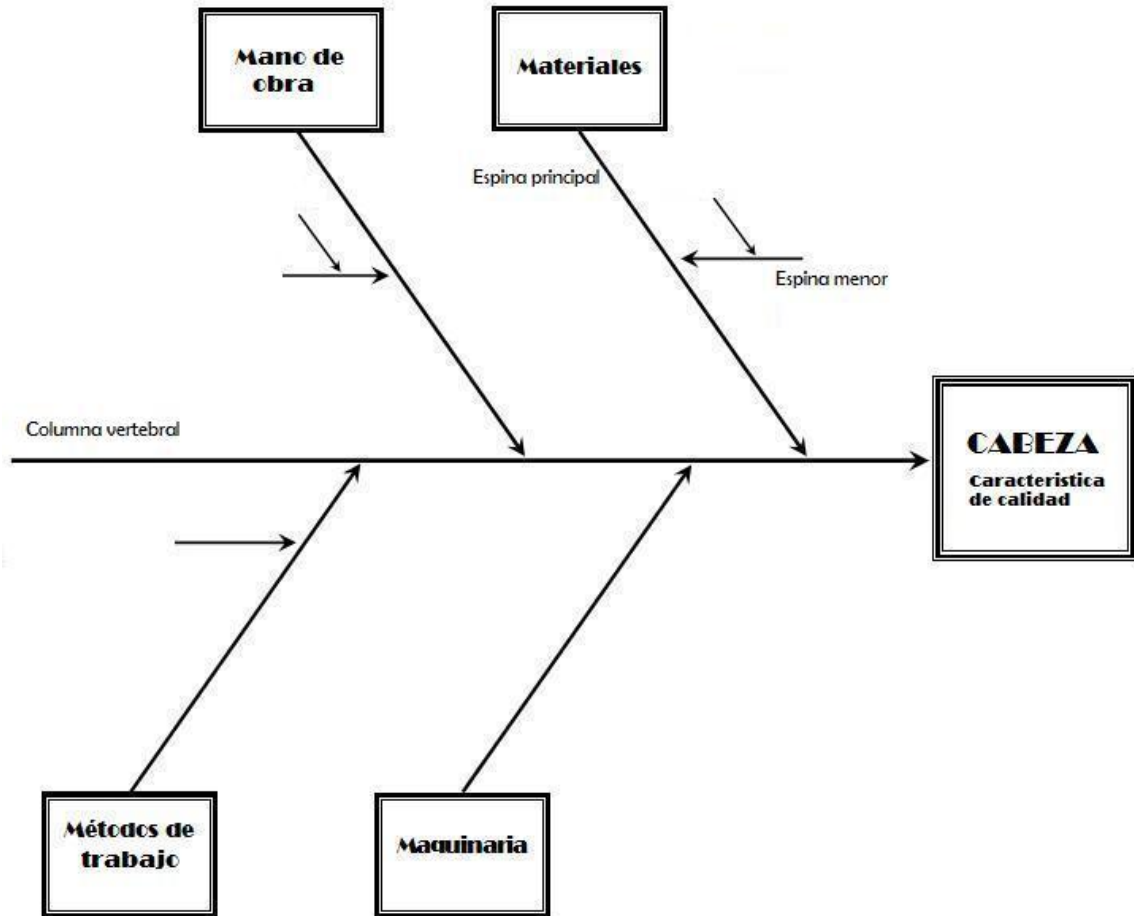 Mano de
obra
Materiales
Espina principal
Espina menor
Columna vertebral
CABEZA
Caracteristica
de calidad
Métodos de
trabajo
Maquinaria